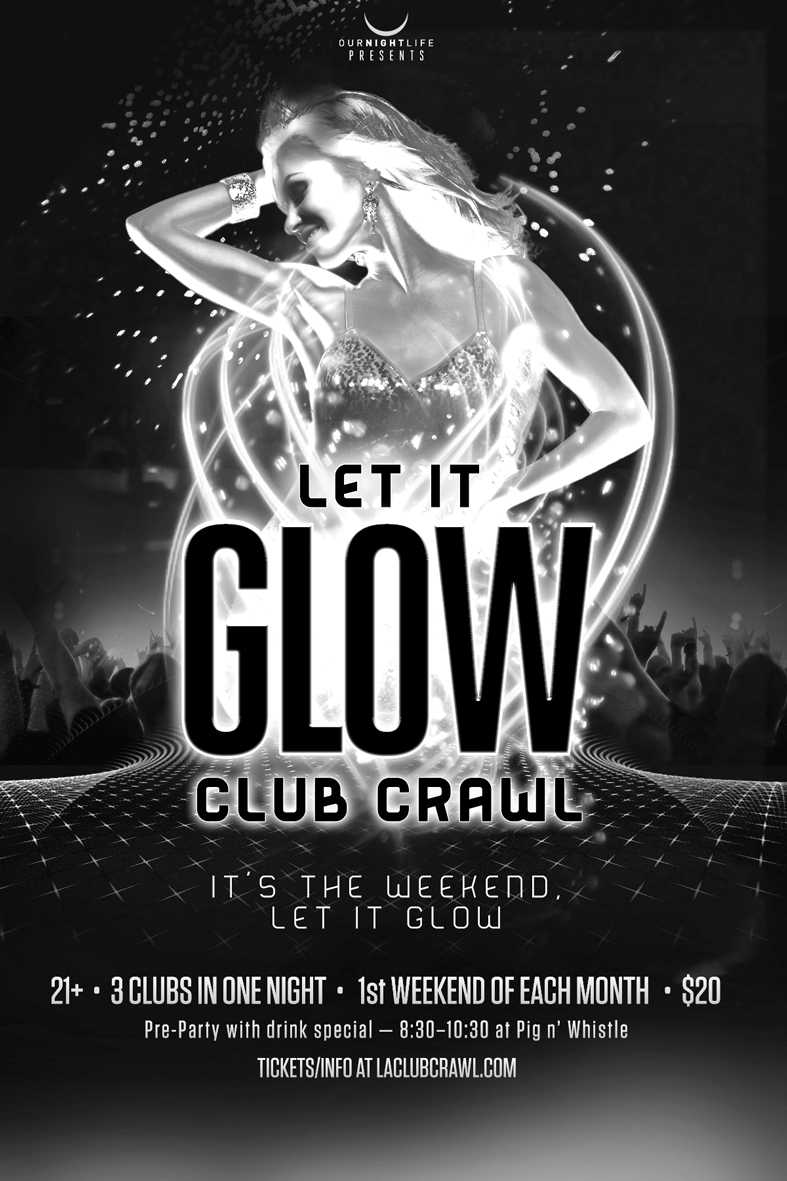 OURNIGHTLIFE
PRESENTS
LET IT
GLOW
CLUB CRAWL
IT'S THE WEEKEND,
LET IT GLOW
21+ • 3 CLUBS IN ONE NIGHT • 1st WEEKEND OF EACH MONTH • $20
Pre-Party with drink special – 8:30–10:30 at Pig n’ Whistle
TICKETS/INFO AT LACLUBCRAWL.COM